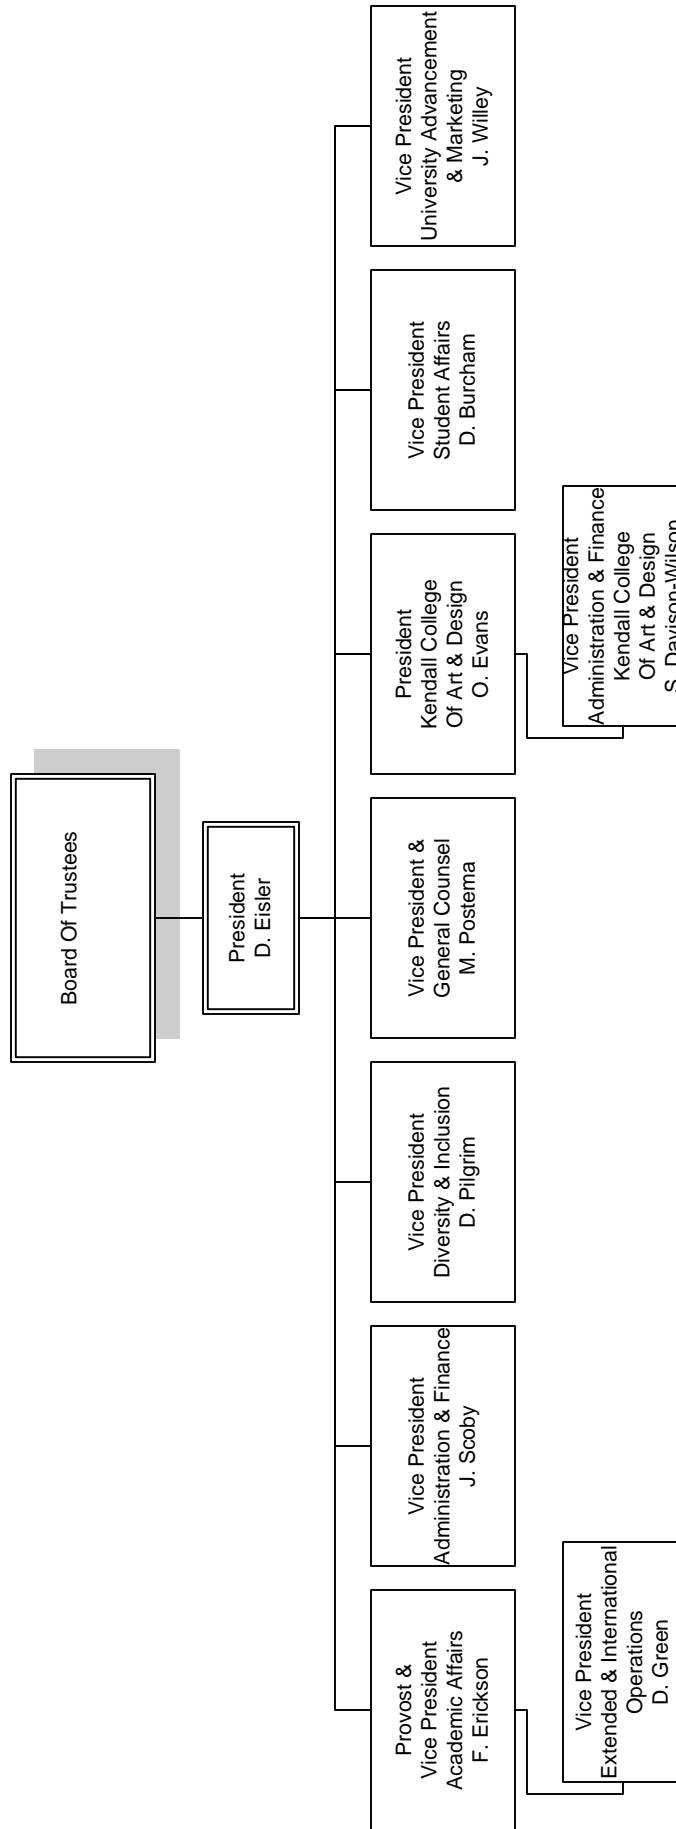 Board Of Trustees
President
D. Eisler
Provost &
Vice President
Academic Affairs
F. Erickson
Vice President
Administration & Finance
J. Scoby
Vice President
Diversity & Inclusion
D. Pilgrim
Vice President &
General Counsel
M. Postema
President
Kendall College
Of Art & Design
O. Evans
Vice President
Student Affairs
D. Burcham
Vice President
University Advancement
& Marketing
J. Willey
Vice President
Extended & International
Operations
D. Green
Vice President
Administration & Finance
Kendall College
Of Art & Design
S. Davison-Wilson